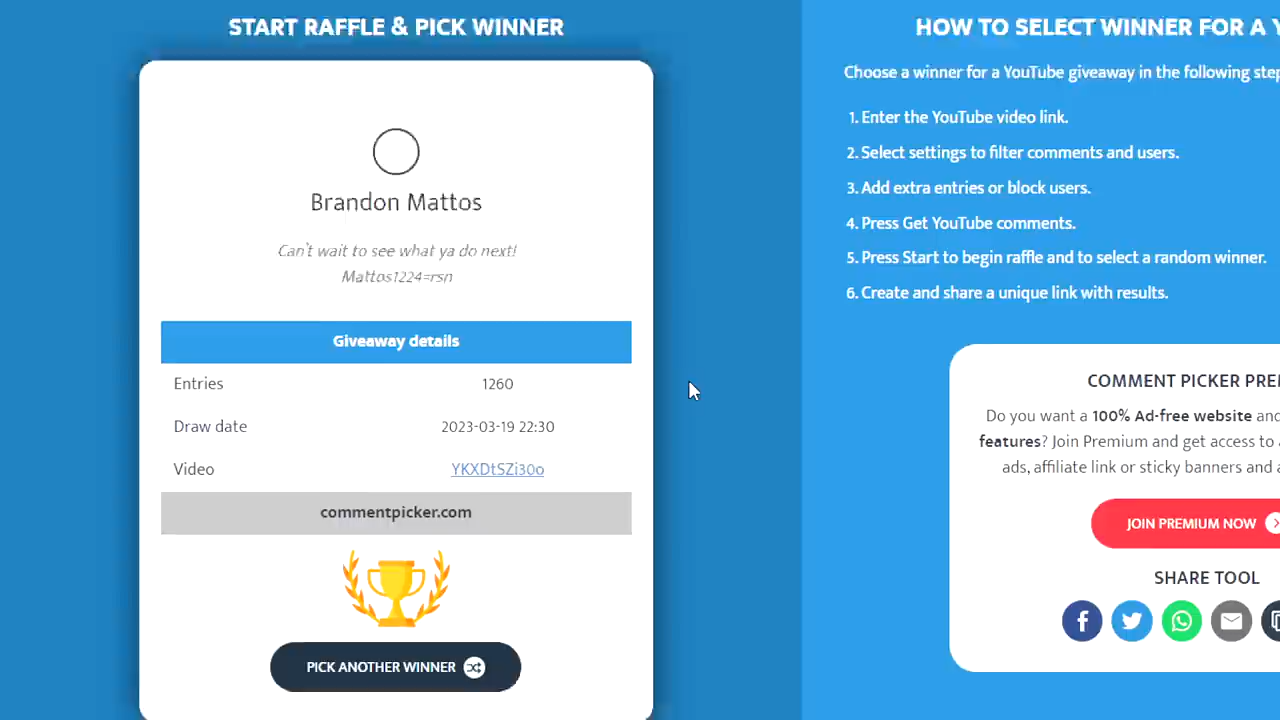 START RAFFLE & PICK WINNER
Brandon Mattos
Can't wait to see what ya do next!
Mattos1224=rsn
Giveaway details
Entries 1260
Draw date 2023-03-19 22:30
Video YKXDtSZi30o
commentpicker.com
PICK ANOTHER WINNER
HOW TO SELECT WINNER FOR A
Choose a winner for a YouTube giveaway in the following
1. Enter the YouTube video link.
2. Select settings to filter comments and users.
3. Add extra entries or block users.
4. Press Get YouTube comments.
5. Press Start to begin raffle and to select a random winner.
6. Create and share a unique link with results.
COMMENT PICKER
Do you want a 100% Ad-free website and
features? Join Premium and get access to
ads, affiliate link or sticky banners and
JOIN PREMIUM NOW
SHARE TOOL